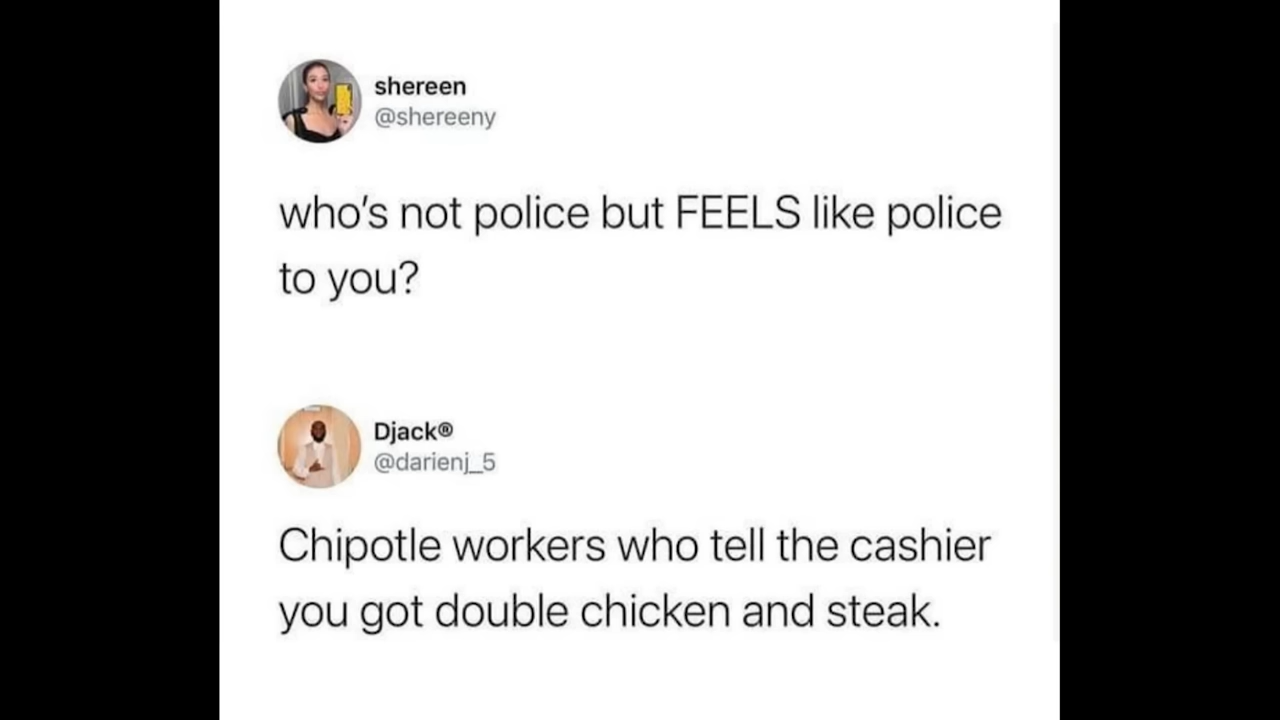 shereen
@shereeny
who's not police but FEELS like police
to you?
Djack®
@darienj_5
Chipotle workers who tell the cashier
you got double chicken and steak.